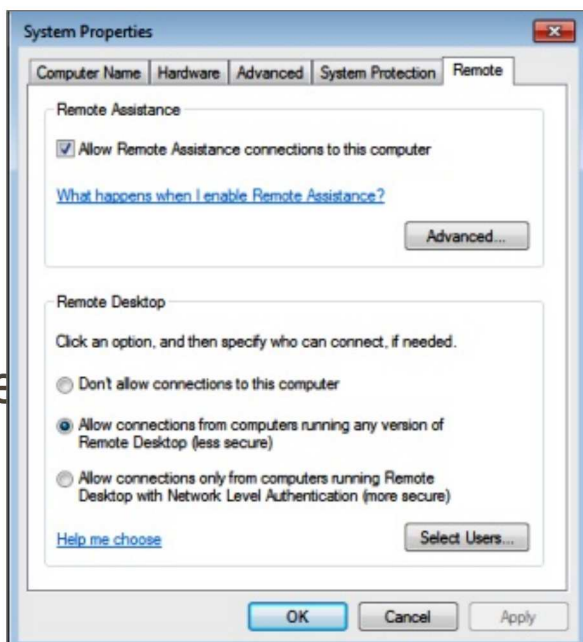 System Properties
Computer Name Hardware Advanced System Protection Remote
Remote Assistance
Allow Remote Assistance connections to this computer
What happens when I enable Remote Assistance?
Advanced...
Remote Desktop
Click an option, and then specify who can connect, if needed.
Don't allow connections to this computer
Allow connections from computers running any version of
Remote Desktop (less secure)
Allow connections only from computers running Remote
Desktop with Network Level Authentication (more secure)
Help me choose
Select Users...
OK Cancel Apply